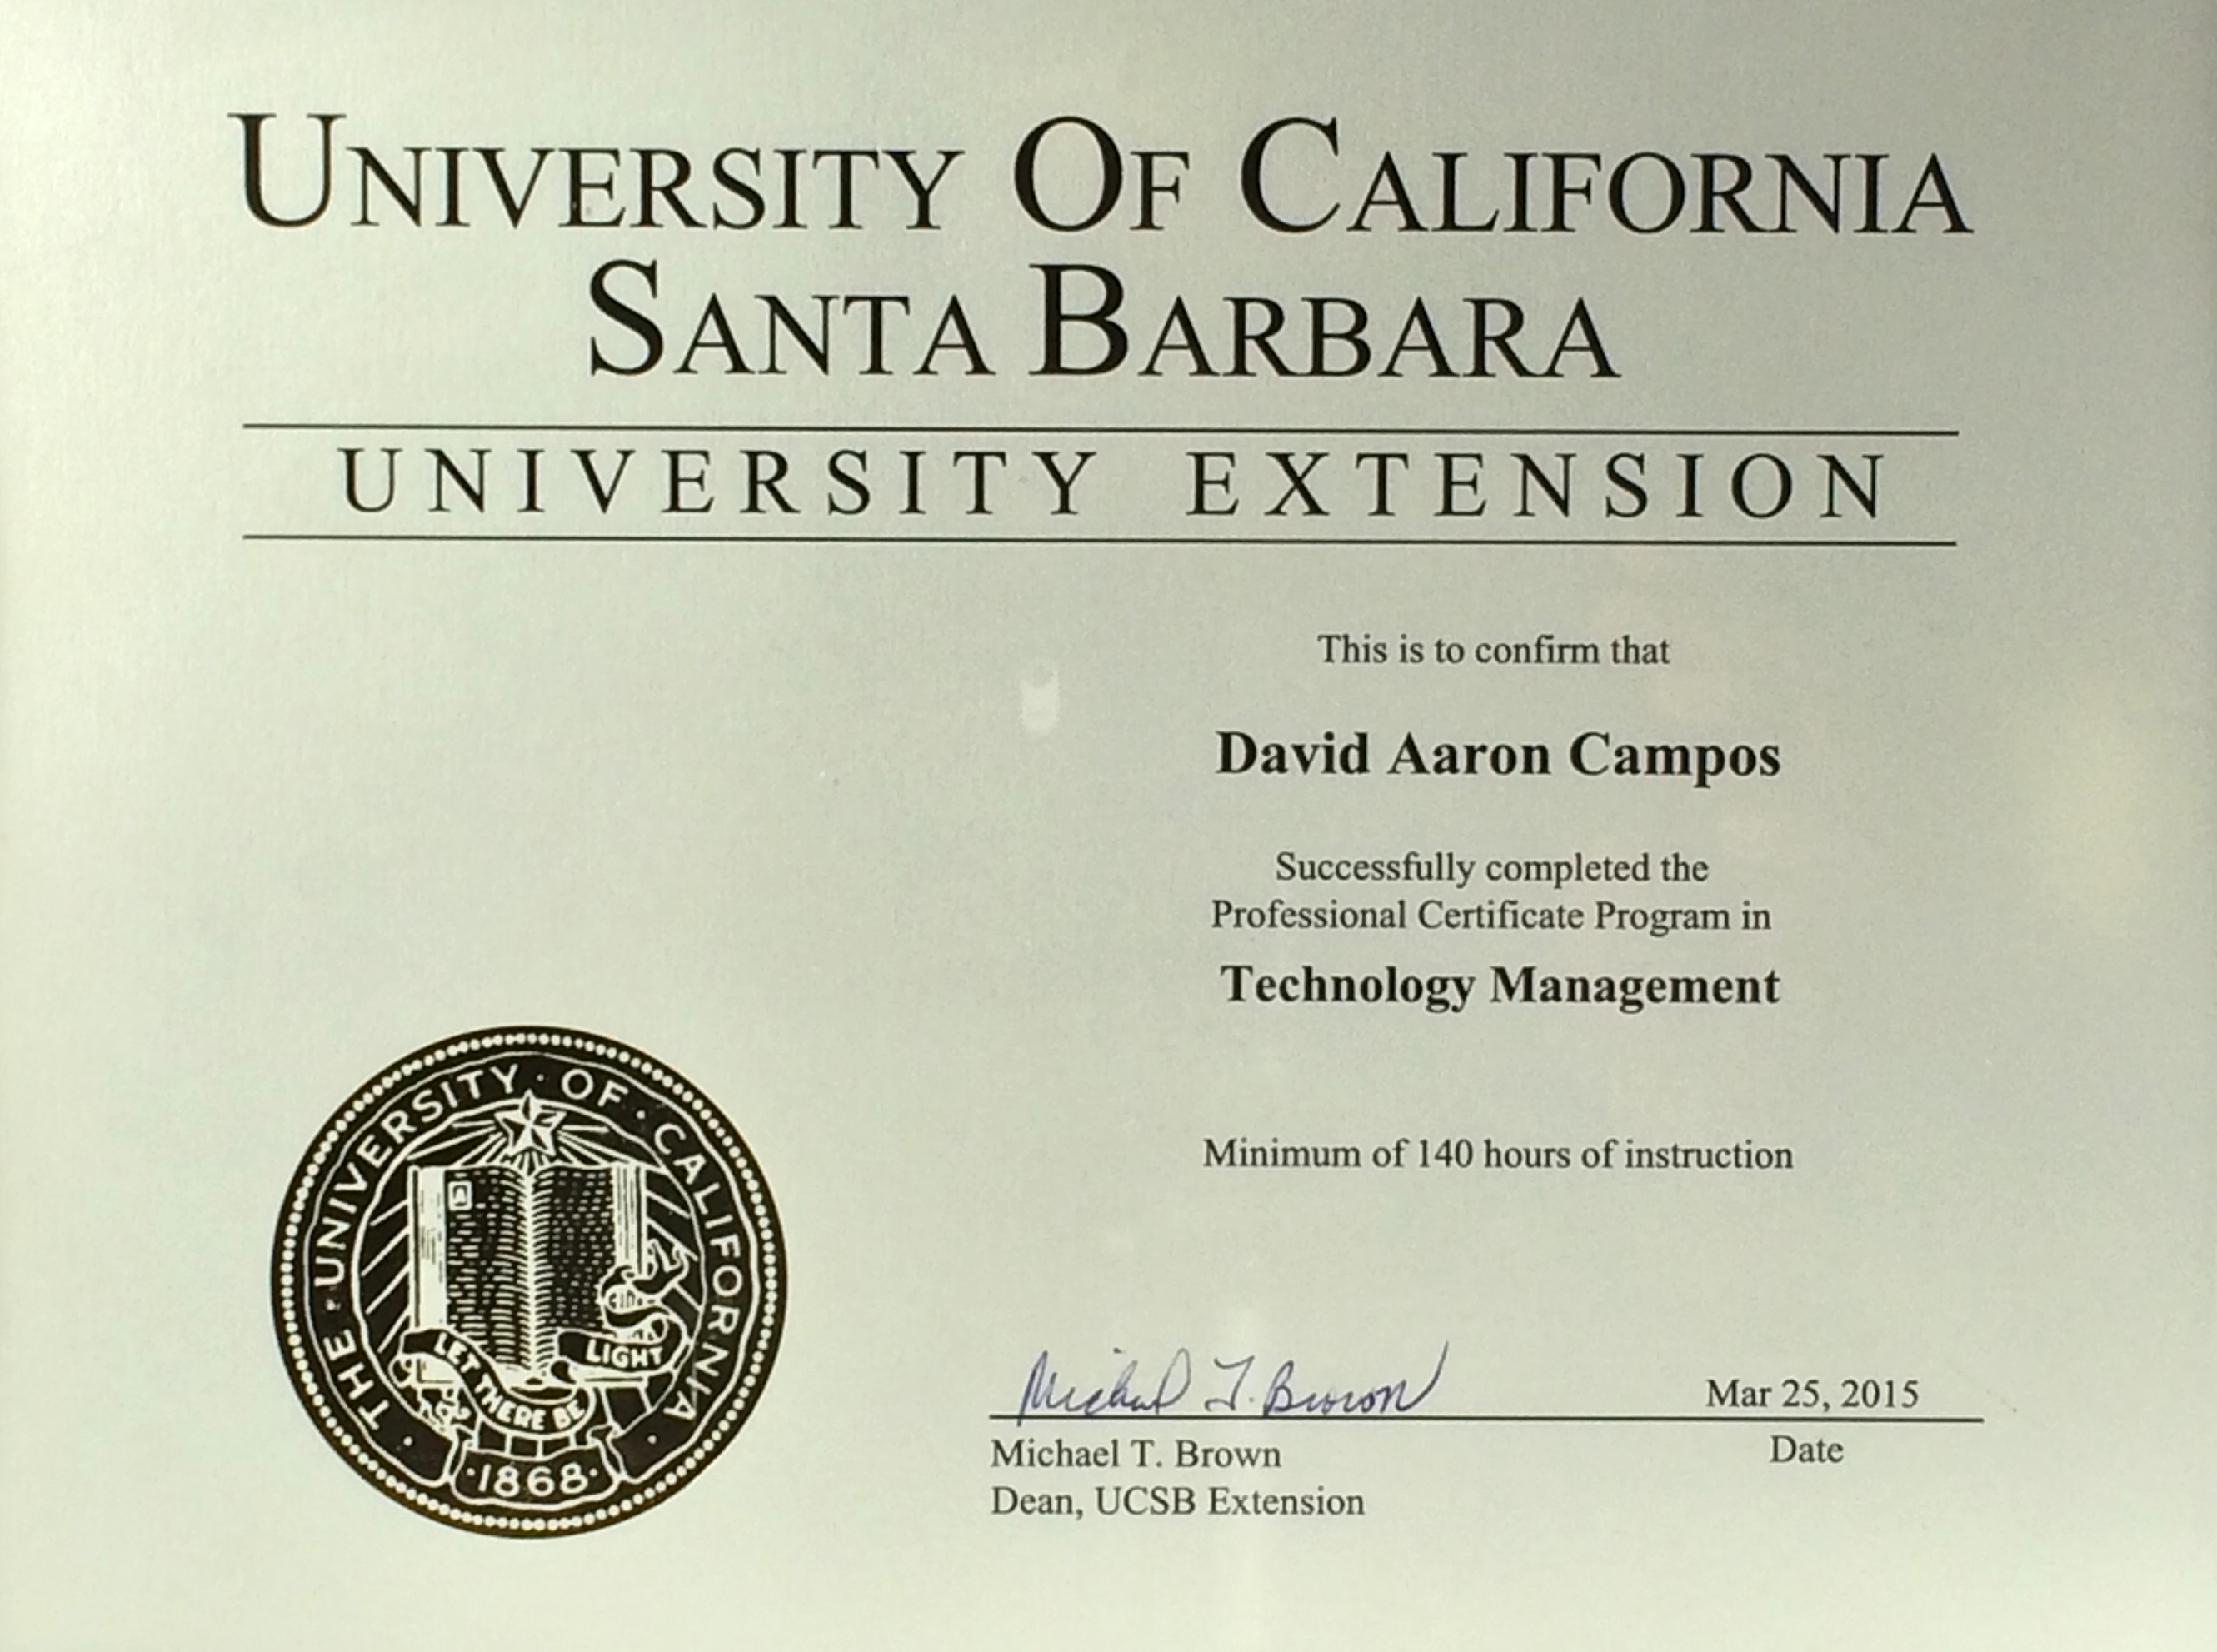 UNIVERSITY OF CALIFORNIA
SANTA BARBARA
UNIVERSITY EXTENSION
This is to confirm that
David Aaron Campos
Successfully completed the
Professional Certificate Program in
Technology Management
Minimum of 140 hours of instruction
THE · UNIVERSITY · OF · CALIFORNIA
A
LET THERE BE
LIGHT
·1868·
Michael T. Brown
Mar 25, 2015
Michael T. Brown
Date
Dean, UCSB Extension